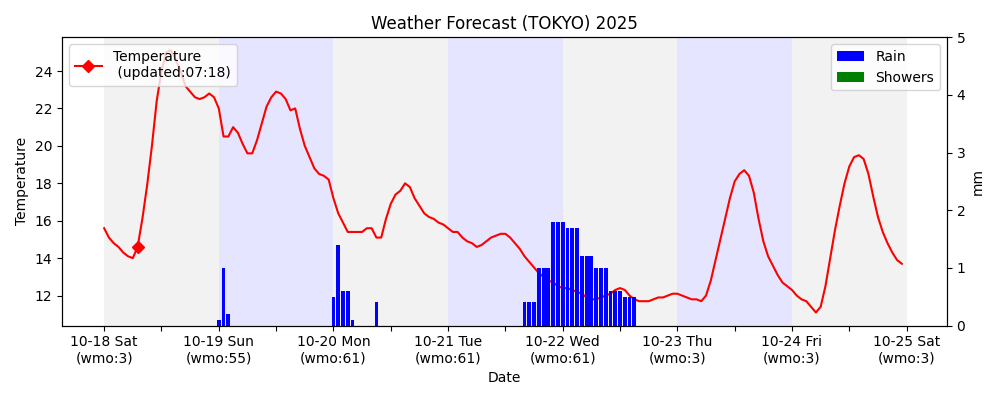 Weather Forecast (TOKYO) 2025
Temperature
(updated:07:18)
Rain
Showers
24
22
20
18
16
14
12
Temperature
5
4
3
2
1
0
mm
10-18 Sat
(wmo:3)
10-19 Sun
(wmo:55)
10-20 Mon
(wmo:61)
10-21 Tue
(wmo:61)
10-22 Wed
(wmo:61)
10-23 Thu
(wmo:3)
10-24 Fri
(wmo:3)
10-25 Sat
(wmo:3)
Date